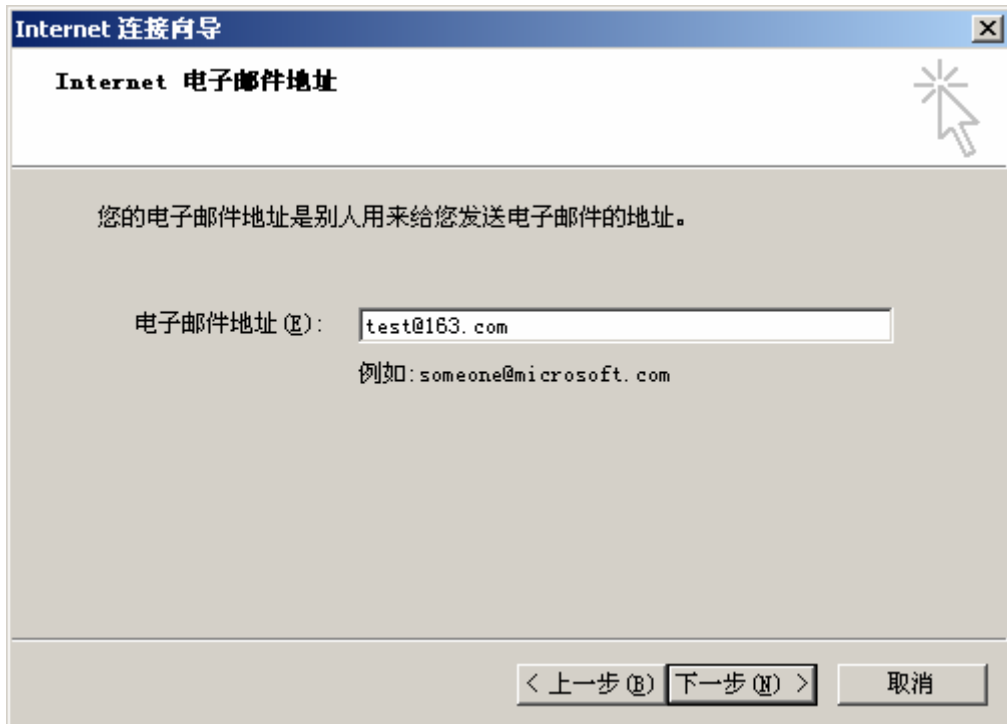 Internet 连接向导
Internet 电子邮件地址
您的电子邮件地址是别人用来给您发送电子邮件的地址。
电子邮件地址(E): test@163.com
例如:someone@microsoft.com
< 上一步(B) 下一步(N) > 取消